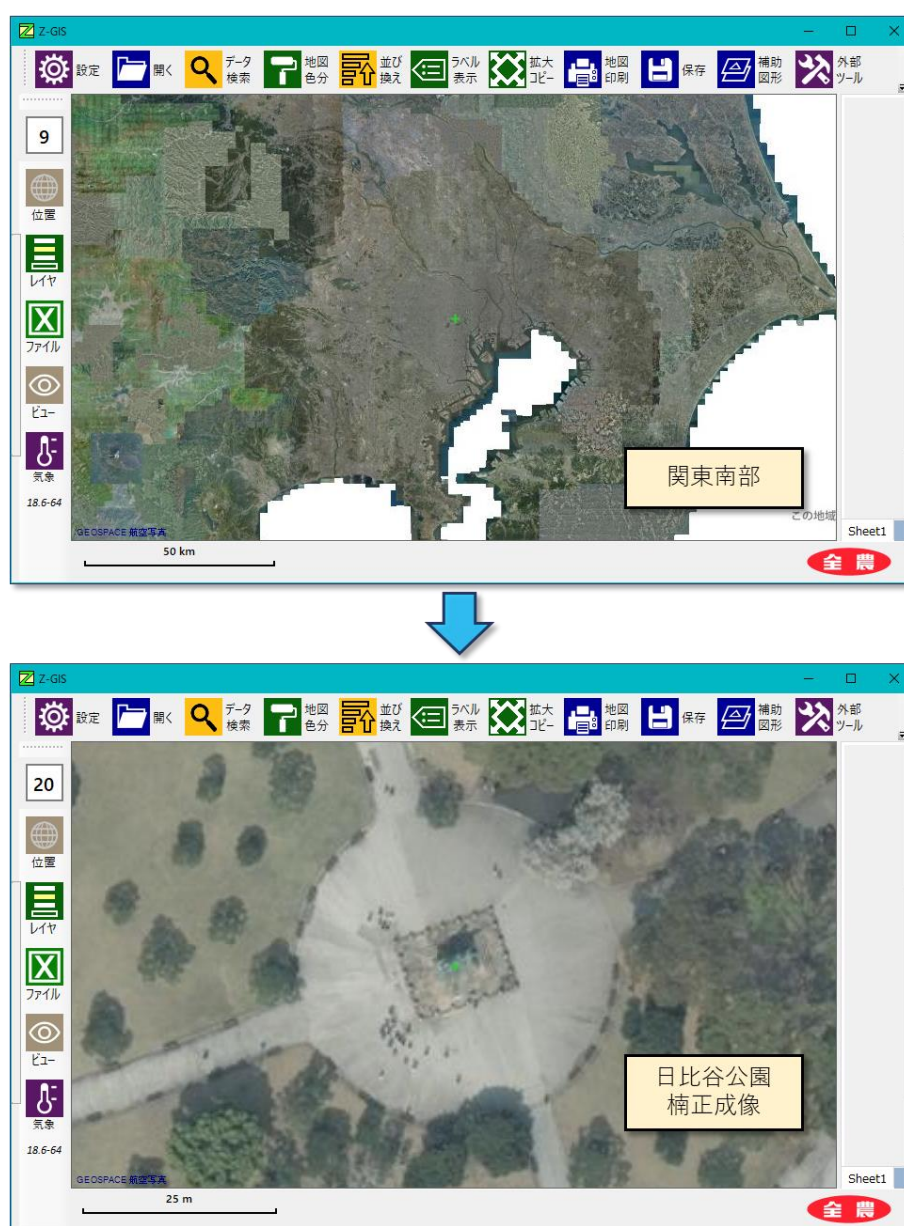 Z-GIS
設定
開く
データ
検索
地図
色分
並び
換え
ラベル
表示
拡大
コピー
地図
印刷
保存
補助
図形
外部
ツール
9
位置
レイヤ
ファイル
ビュー
気象
18.6-64
関東南部
この地域
GEOSPACE 航空写真
50 km
Sheet1
全農
Z-GIS
設定
開く
データ
検索
地図
色分
並び
換え
ラベル
表示
拡大
コピー
地図
印刷
保存
補助
図形
外部
ツール
20
位置
レイヤ
ファイル
ビュー
気象
18.6-64
日比谷公園
楠正成像
GEOSPACE 航空写真
25 m
Sheet1
全農